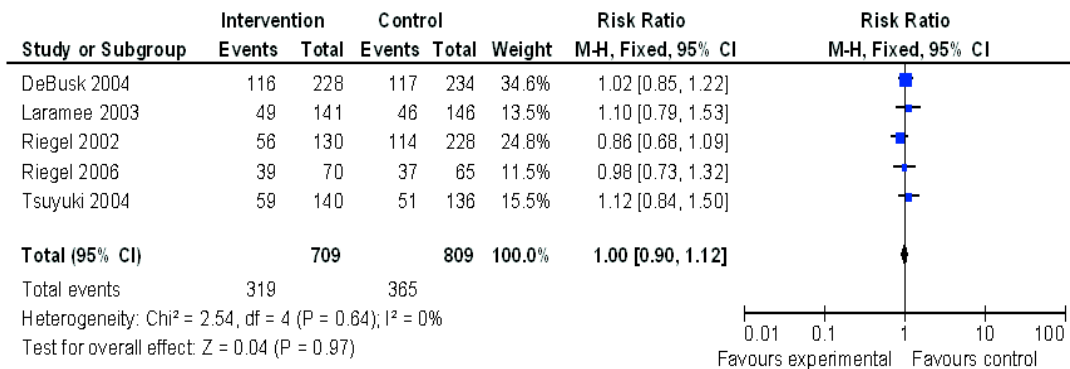 Intervention Control Risk Ratio Risk Ratio
Study or Subgroup Events Total Events Total Weight M-H, Fixed, 95% CI M-H, Fixed, 95% CI
DeBusk 2004 116 228 117 234 34.6% 1.02 [0.85, 1.22]
Laramee 2003 49 141 46 146 13.5% 1.10 [0.79, 1.53]
Riegel 2002 56 130 114 228 24.8% 0.86 [0.68, 1.09]
Riegel 2006 39 70 37 65 11.5% 0.98 [0.73, 1.32]
Tsuyuki 2004 59 140 51 136 15.5% 1.12 [0.84, 1.50]
Total (95% CI) 709 809 100.0% 1.00 [0.90, 1.12]
Total events 319 365
Heterogeneity: Chi² = 2.54, df = 4 (P = 0.64); I² = 0%
Test for overall effect: Z = 0.04 (P = 0.97)
0.01 0.1 1 10 100
Favours experimental Favours control